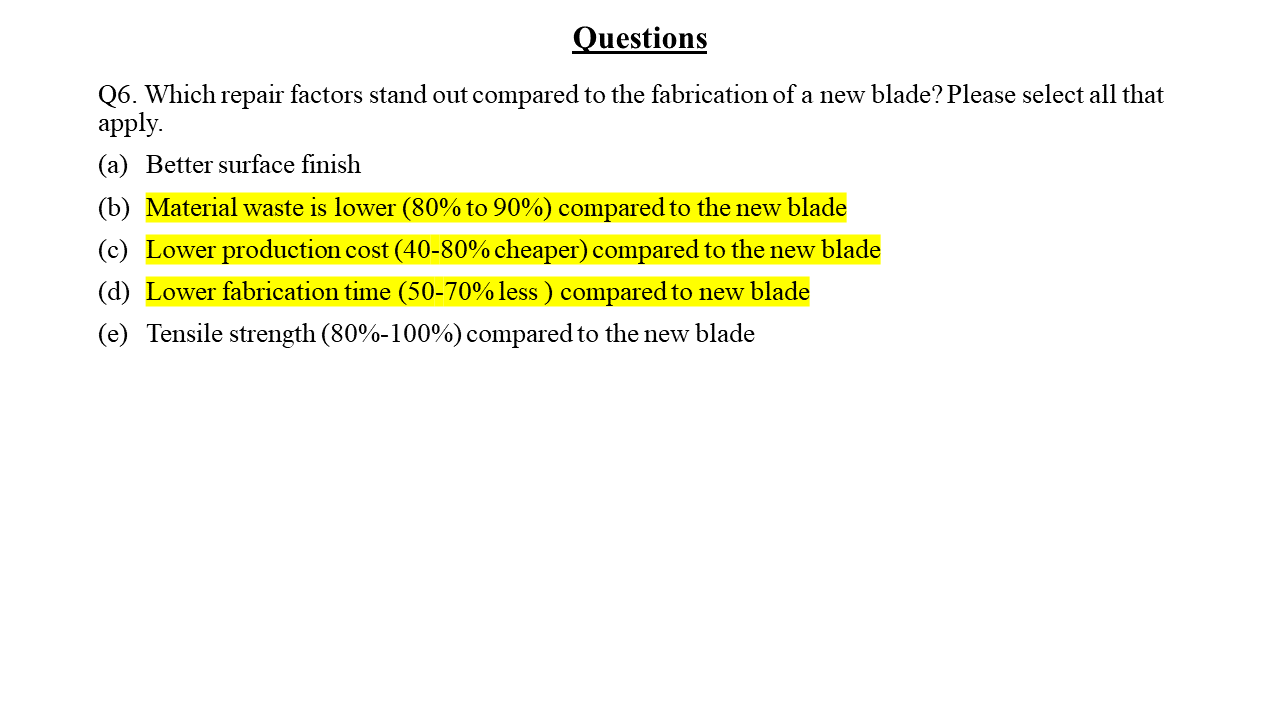 Questions
Q6. Which repair factors stand out compared to the fabrication of a new blade? Please select all that
apply.
(a) Better surface finish
(b) Material waste is lower (80% to 90%) compared to the new blade
(c) Lower production cost (40-80% cheaper) compared to the new blade
(d) Lower fabrication time (50-70% less ) compared to new blade
(e) Tensile strength (80%-100%) compared to the new blade